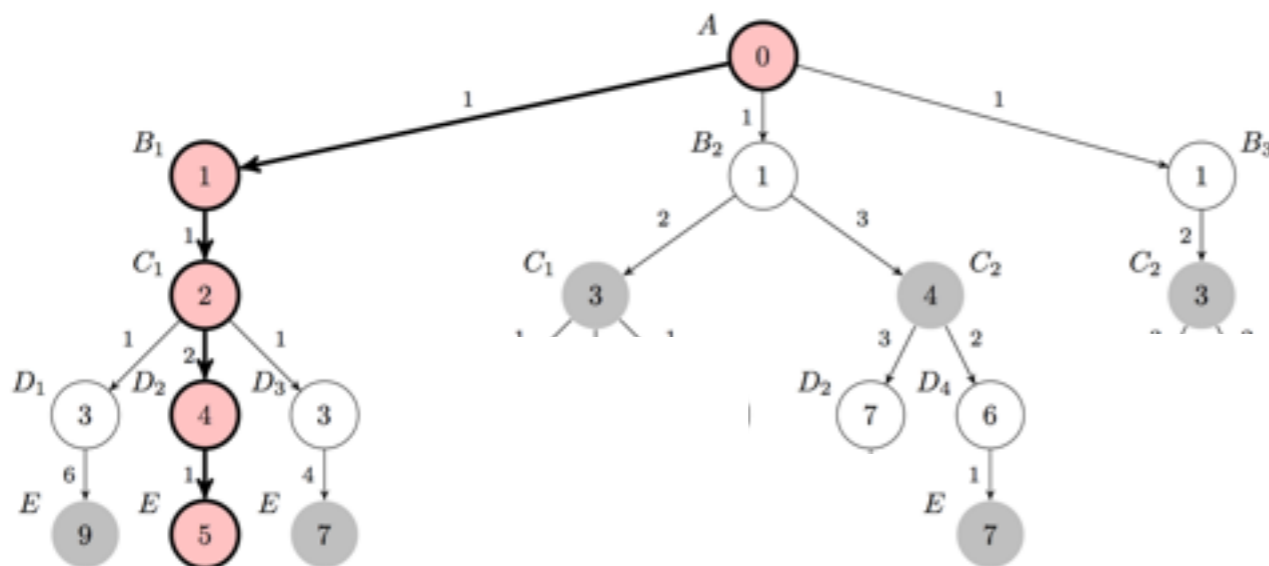 A
0
1 1 1
B₁ B₂ B₃
1 1 1
1 2 3 2
C₁ C₁ C₂ C₂
2 3 4 3
1 2 1 3 2
D₁ D₂ D₃ D₂ D₄
3 4 3 7 6
6 1 4 1
E E E E
9 5 7 7